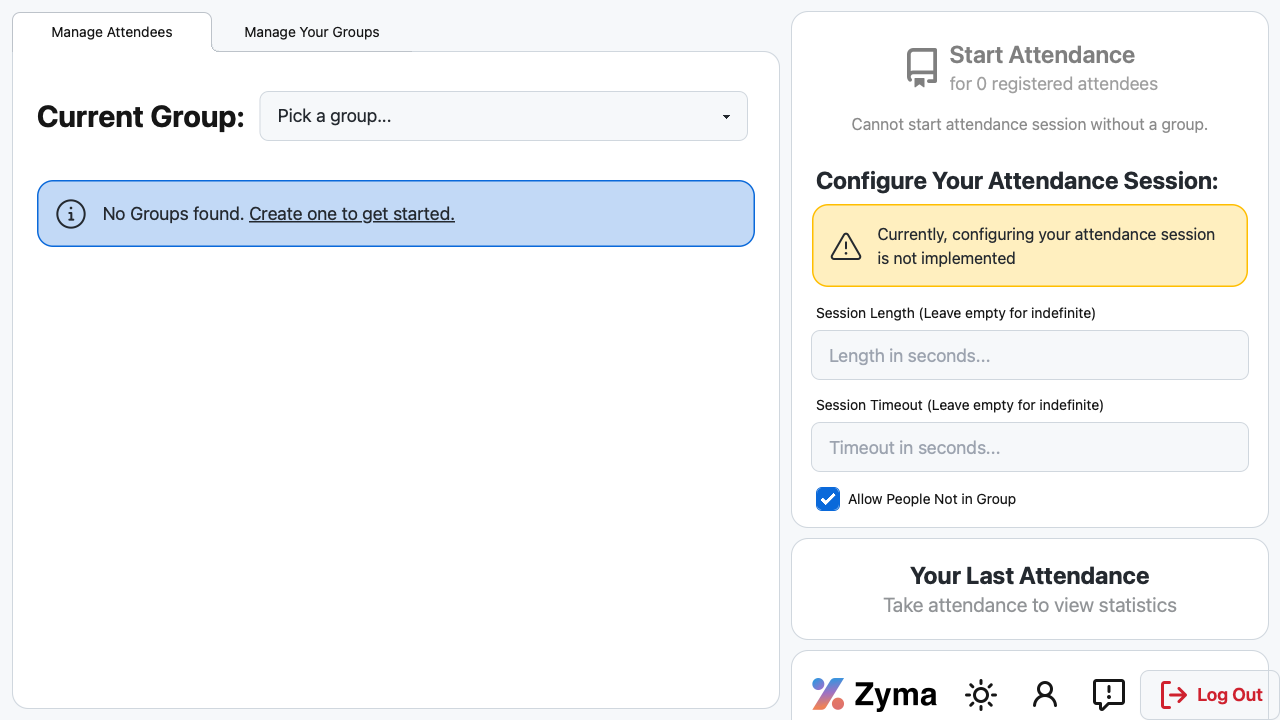 Manage Attendees
Manage Your Groups
Current Group:
Pick a group...
No Groups found. Create one to get started.
Start Attendance
for 0 registered attendees
Cannot start attendance session without a group.
Configure Your Attendance Session:
Currently, configuring your attendance session
is not implemented
Session Length (Leave empty for indefinite)
Length in seconds...
Session Timeout (Leave empty for indefinite)
Timeout in seconds...
Allow People Not in Group
Your Last Attendance
Take attendance to view statistics
Zyma
Log Out